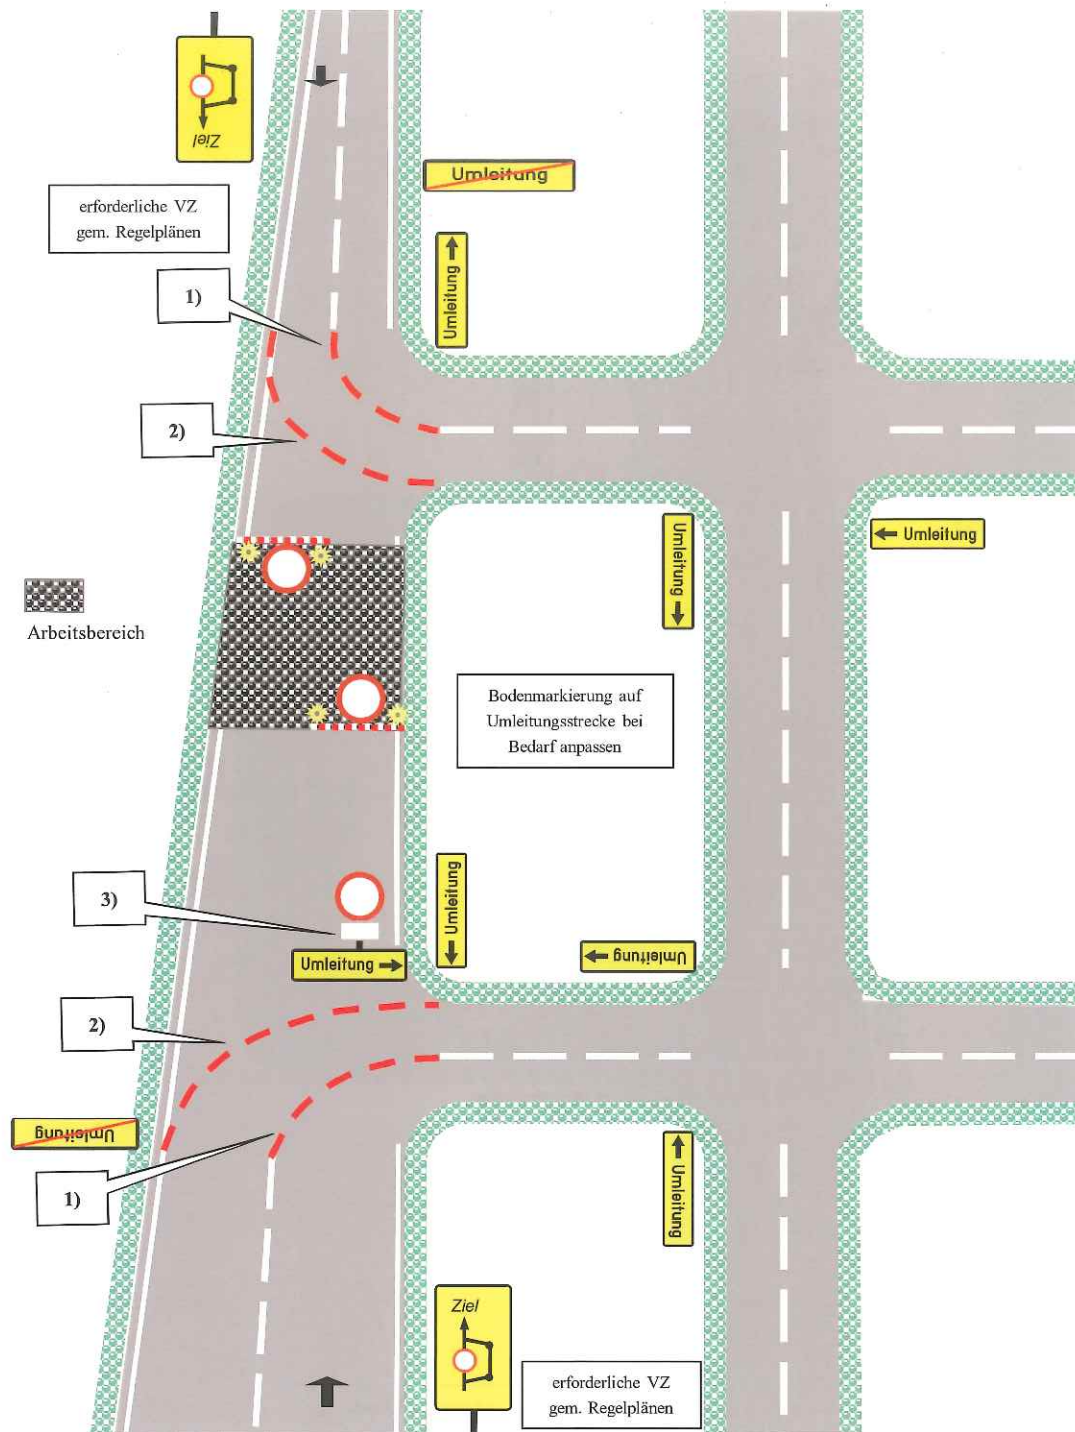 Ziel
Umleitung
erforderliche VZ
gem. Regelplänen
Umleitung
1)
2)
Umleitung
Umleitung
Arbeitsbereich
Bodenmarkierung auf
Umleitungsstrecke bei
Bedarf anpassen
3)
Umleitung
Umleitung
Umleitung
2)
Umleitung
1)
Umleitung
Ziel
erforderliche VZ
gem. Regelplänen